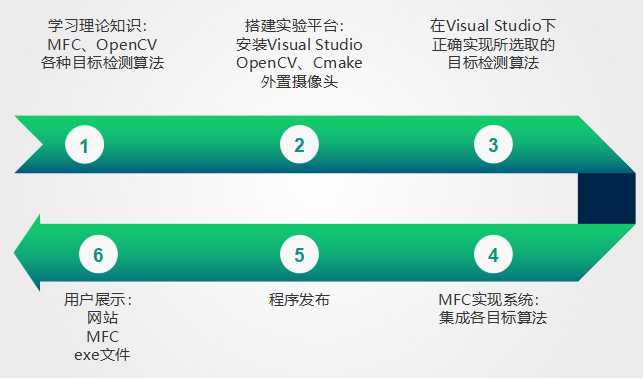 学习理论知识：
MFC、OpenCV
各种目标检测算法
搭建实验平台：
安装Visual Studio
OpenCV、Cmake
外置摄像头
在Visual Studio下
正确实现所选取的
目标检测算法
1
2
3
6
5
4
用户展示：
网站
MFC
exe文件
程序发布
MFC实现系统：
集成各目标算法